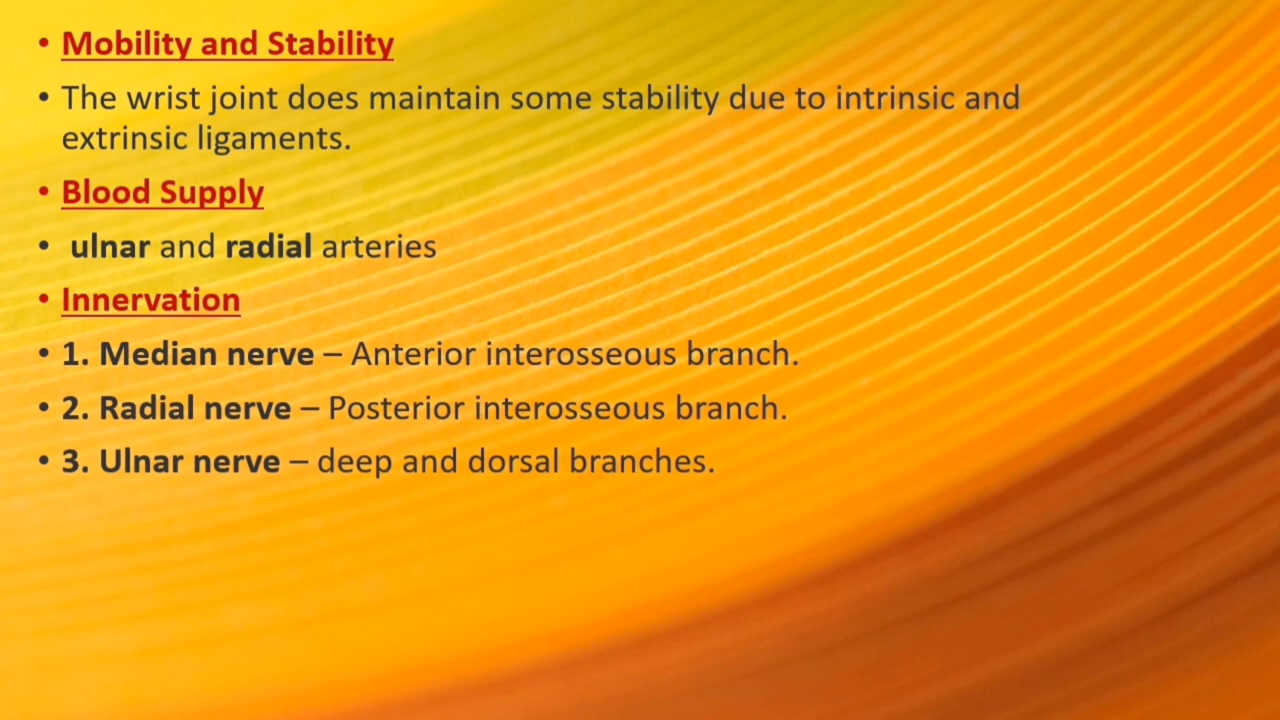 • Mobility and Stability
• The wrist joint does maintain some stability due to intrinsic and
extrinsic ligaments.
• Blood Supply
• ulnar and radial arteries
• Innervation
• 1. Median nerve – Anterior interosseous branch.
• 2. Radial nerve – Posterior interosseous branch.
• 3. Ulnar nerve – deep and dorsal branches.